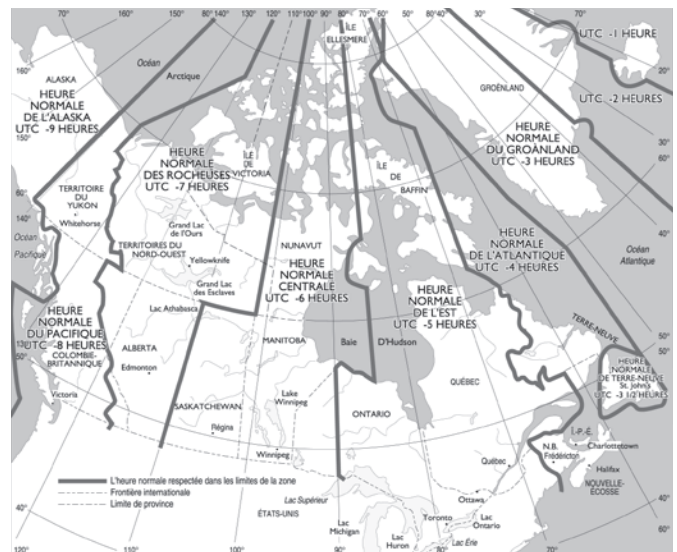 160°
140°
120°
110°
100°
90°
80°
70°
60°
80°
40°
30°
ÎLE
ELLESMERE
UTC -1 HEURE
20°
UTC -2 HEURES
30°
60°
Océan
Arctique
ALASKA
HEURE
NORMALE
DE L'ALASKA
UTC -9 HEURES
160°
150°
60°
140°
GROËNLAND
HEURE
NORMALE
DU GROÀNLAND
UTC -3 HEURES
40°
HEURE
NORMALE
DES ROCHEUSES
UTC -7 HEURES
ÎLE
DE
VICTORIA
ÎLE
DE
BAFFIN
TERRITOIRE
DU
YUKON
Whitehorse
Océan
Pacifique
Grand Lac
de l'Ours
TERRITOIRES DU
NORD-OUEST
Yellowknife
Grand Lac
des Esclaves
NUNAVUT
HEURE
NORMALE
CENTRALE
UTC -6 HEURES
HEURE
NORMALE
DE L'ATLANTIQUE
UTC -4 HEURES
Océan
Atlantique
HEURE
NORMALE
DE L'EST
UTC -5 HEURES
HEURE
NORMALE
DU PACIFIQUE
UTC -8 HEURES
COLOMBIE-
BRITANNIQUE
50°
Victoria
Lac Athabasca
ALBERTA
Edmonton
SASKATCHEWAN
Régina
MANITOBA
Lake
Winnipeg
Winnipeg
Baie
D'Hudson
ONTARIO
QUÉBEC
TERRE-NEUVE
50°
HEURE
NORMALE
DE TERRE-NEUVE
St. John's
UTC -3 1/2 HEURES
Î.-P.-E.
Charlottetown
N.B.
Frédéricton
Halifax
NOUVELLE-
ÉCOSSE
Québec
Ottawa
Toronto
Lac
Ontario
Lac Érie
Lac
Huron
Lac
Michigan
Lac Supérieur
ÉTATS-UNIS
L'heure normale respectée dans les limites de la zone
Frontière internationale
Limite de province
40°
120°
110°
100°
90°
80°
70°
60°
40°